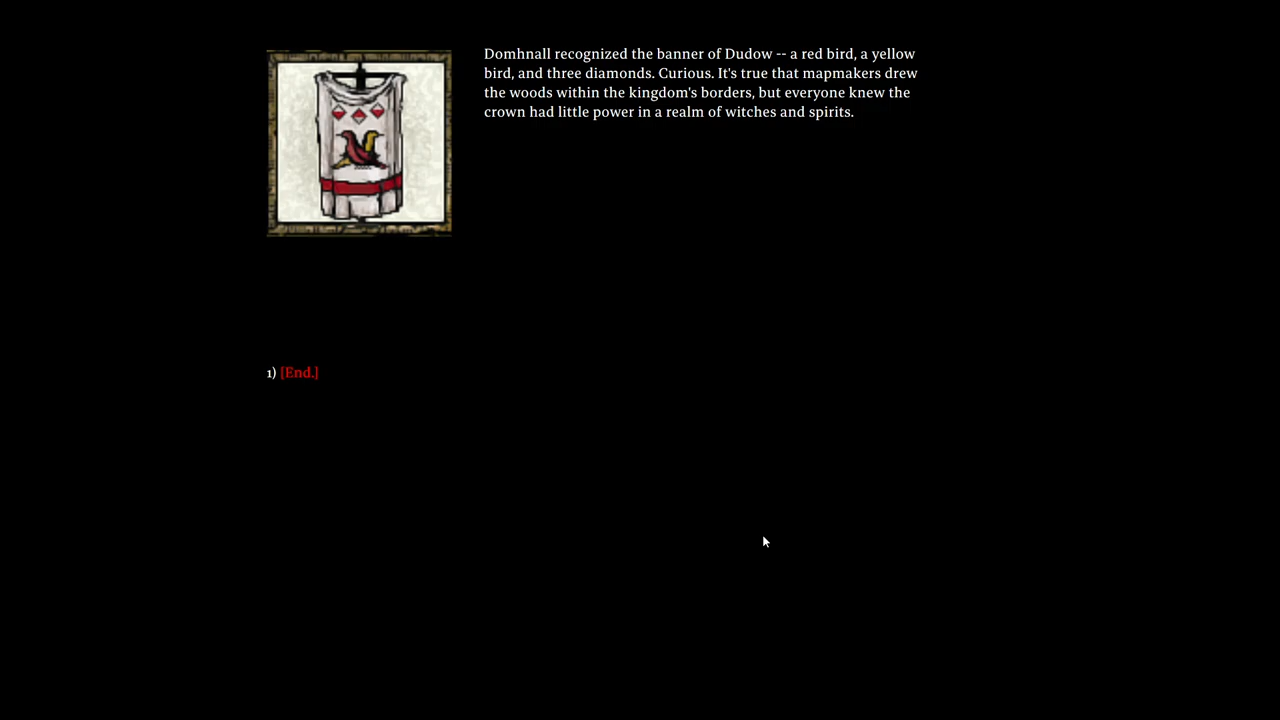 Domhnall recognized the banner of Dudow -- a red bird, a yellow
bird, and three diamonds. Curious. It's true that mapmakers drew
the woods within the kingdom's borders, but everyone knew the
crown had little power in a realm of witches and spirits.
1) [End.]